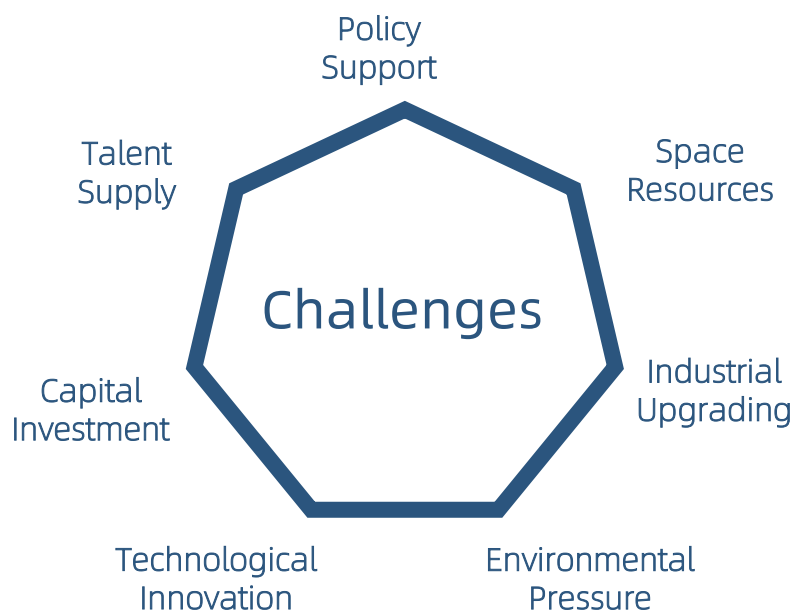 Policy
Support
Talent
Supply
Space
Resources
Challenges
Capital
Investment
Industrial
Upgrading
Technological
Innovation
Environmental
Pressure